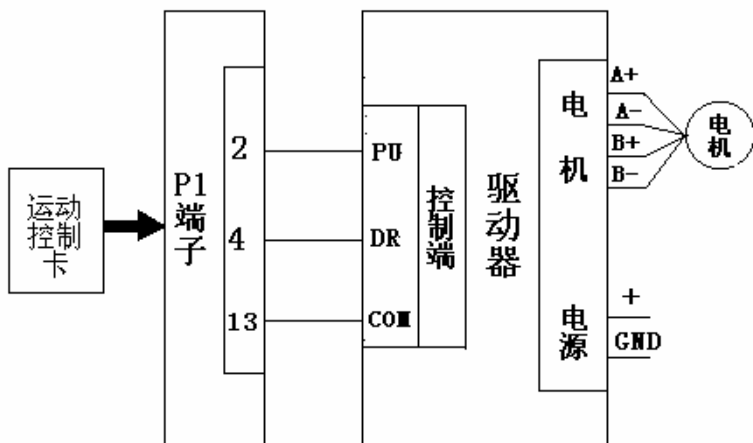 运动
控制
卡
P1
端
子
2
4
13
PU
DR
COM
控
制
端
驱
动
器
电
机
A+
A-
B+
B-
电
机
电
源
+
GND